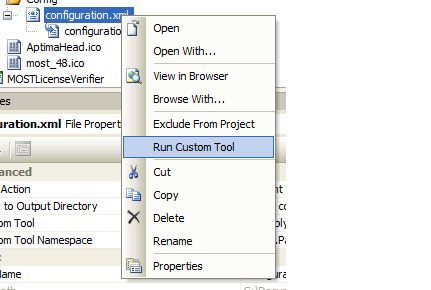 Config
configuration.xml
configuration
AptimaHead.ico
most_48.ico
MOSTLicenseVerifier
Open
Open With...
View in Browser
Browse With...
Exclude From Project
Run Custom Tool
Cut
Copy
Delete
Rename
Properties
es
uration.xml File Propert
anced
Action
y to Output Directory
om Tool
om Tool Namespace
Name